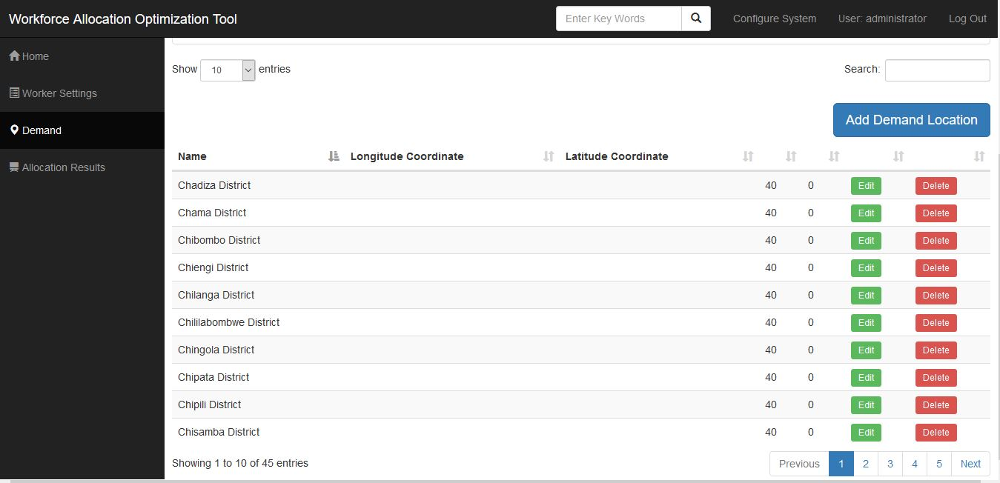 Workforce Allocation Optimization Tool
Enter Key Words
Configure System
User: administrator
Log Out
Home
Worker Settings
Demand
Allocation Results
Show 10 entries
Search:
Add Demand Location
Name Longitude Coordinate Latitude Coordinate
Chadiza District 40 0 Edit Delete
Chama District 40 0 Edit Delete
Chibombo District 40 0 Edit Delete
Chiengi District 40 0 Edit Delete
Chilanga District 40 0 Edit Delete
Chililabombwe District 40 0 Edit Delete
Chingola District 40 0 Edit Delete
Chipata District 40 0 Edit Delete
Chipili District 40 0 Edit Delete
Chisamba District 40 0 Edit Delete
Showing 1 to 10 of 45 entries
Previous 1 2 3 4 5 Next